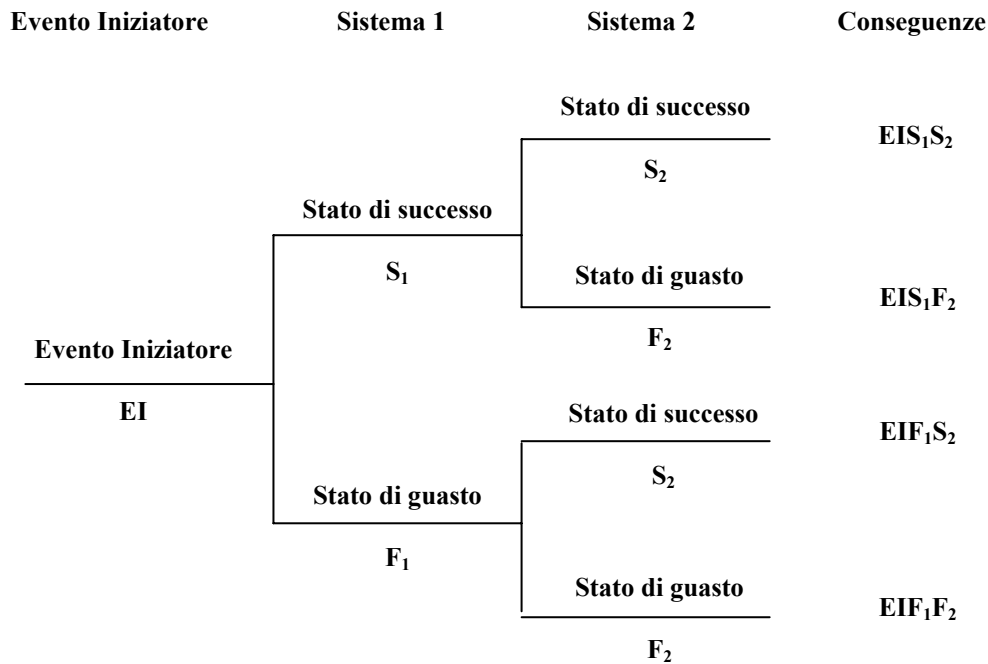 Evento Iniziatore Sistema 1 Sistema 2 Conseguenze
Stato di successo
EIS₁S₂
S₂
Stato di successo
S₁
Stato di guasto
EIS₁F₂
F₂
Evento Iniziatore
EI
Stato di successo
EIF₁S₂
S₂
Stato di guasto
F₁
Stato di guasto
EIF₁F₂
F₂